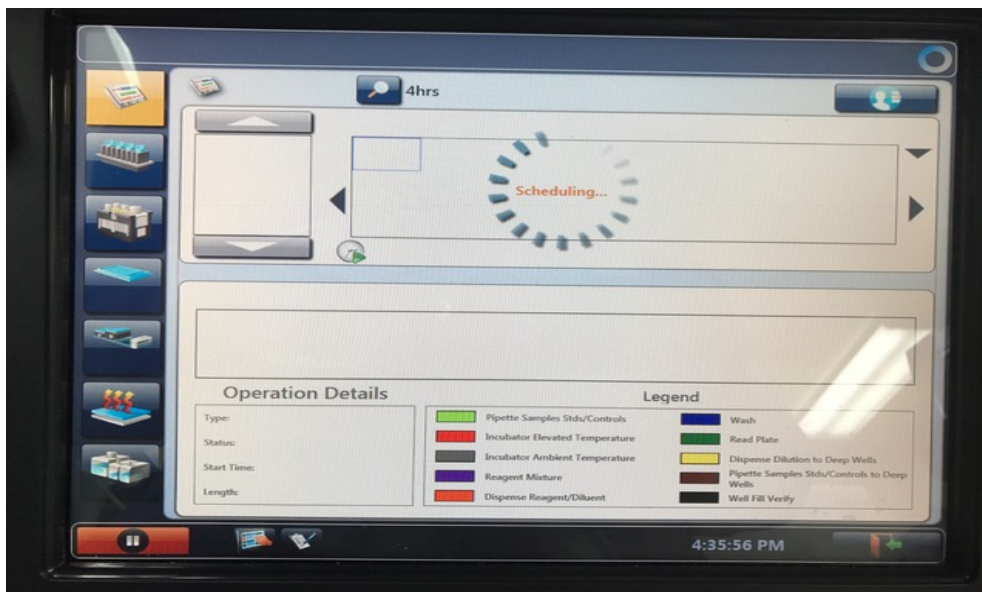 4hrs
Scheduling...
Operation Details
Type:
Status:
Start Time:
Length:
Legend
Pipette Samples Stds/Controls
Incubator Elevated Temperature
Incubator Ambient Temperature
Reagent Mixture
Dispense Reagent/Diluent
Wash
Read Plate
Dispense Dilution to Deep Wells
Pipette Samples Stds/Controls to Deep
Wells
Well Fill Verify
4:35:56 PM